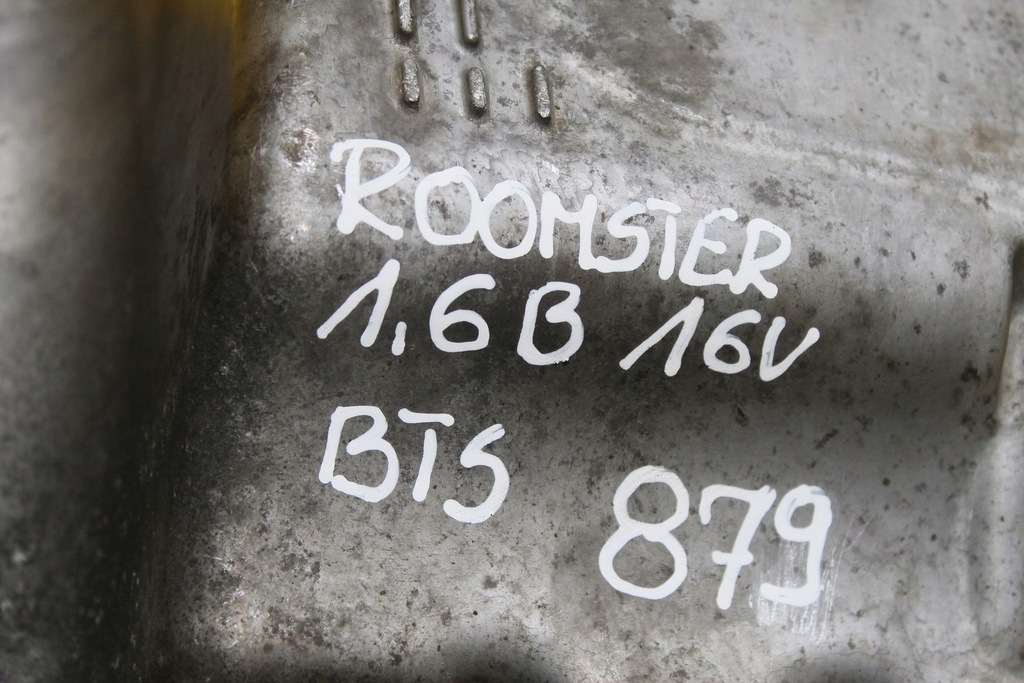 ROOMSTER
1,6 B 16V
BTS
879